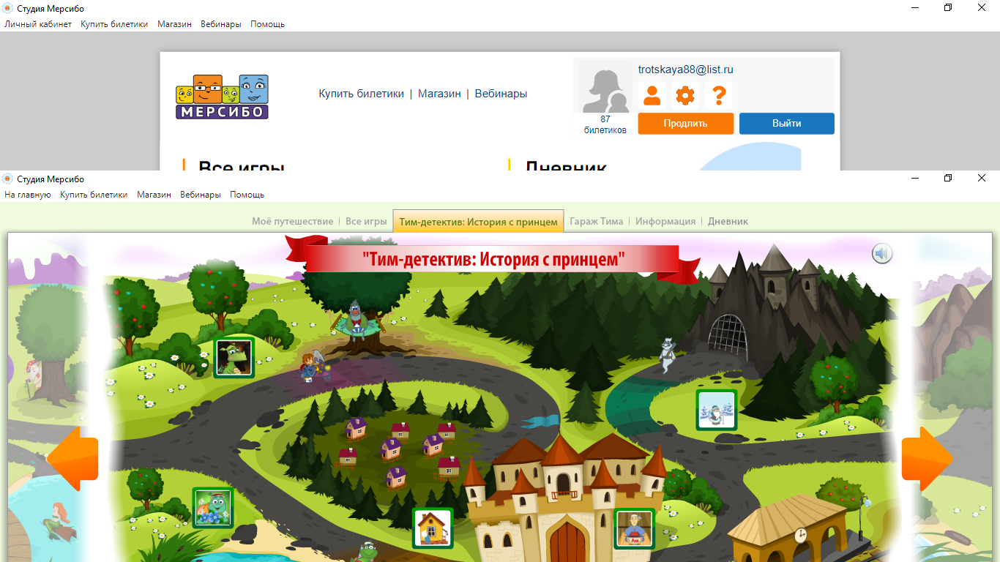 Студия Мерсибо
Личный кабинет Купить билетики Магазин Вебинары Помощь
trotskaya88@list.ru
МЕРСИБО
Купить билетики | Магазин | Вебинары
87
билетиков
Продлить
Выйти
Все игры
Дневник
Студия Мерсибо
На главную Купить билетики Магазин Вебинары Помощь
Моё путешествие | Все игры Тим-детектив: История с принцем Гараж Тима | Информация | Дневник
"Тим-детектив: История с принцем"